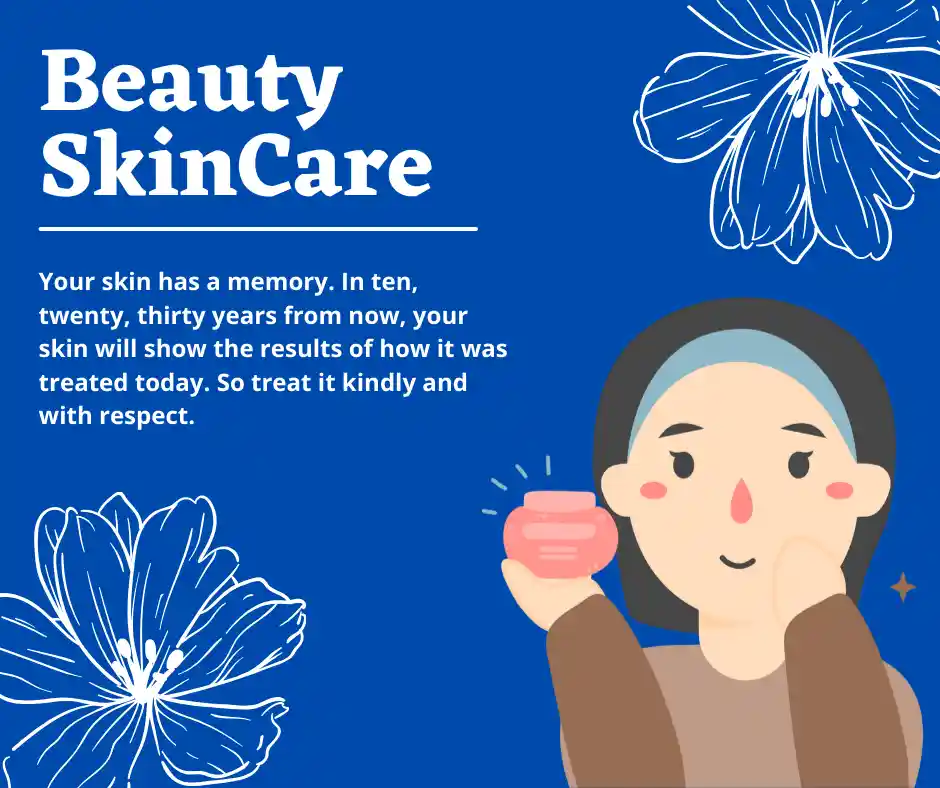 Beauty
SkinCare
Your skin has a memory. In ten,
twenty, thirty years from now, your
skin will show the results of how it was
treated today. So treat it kindly and
with respect.